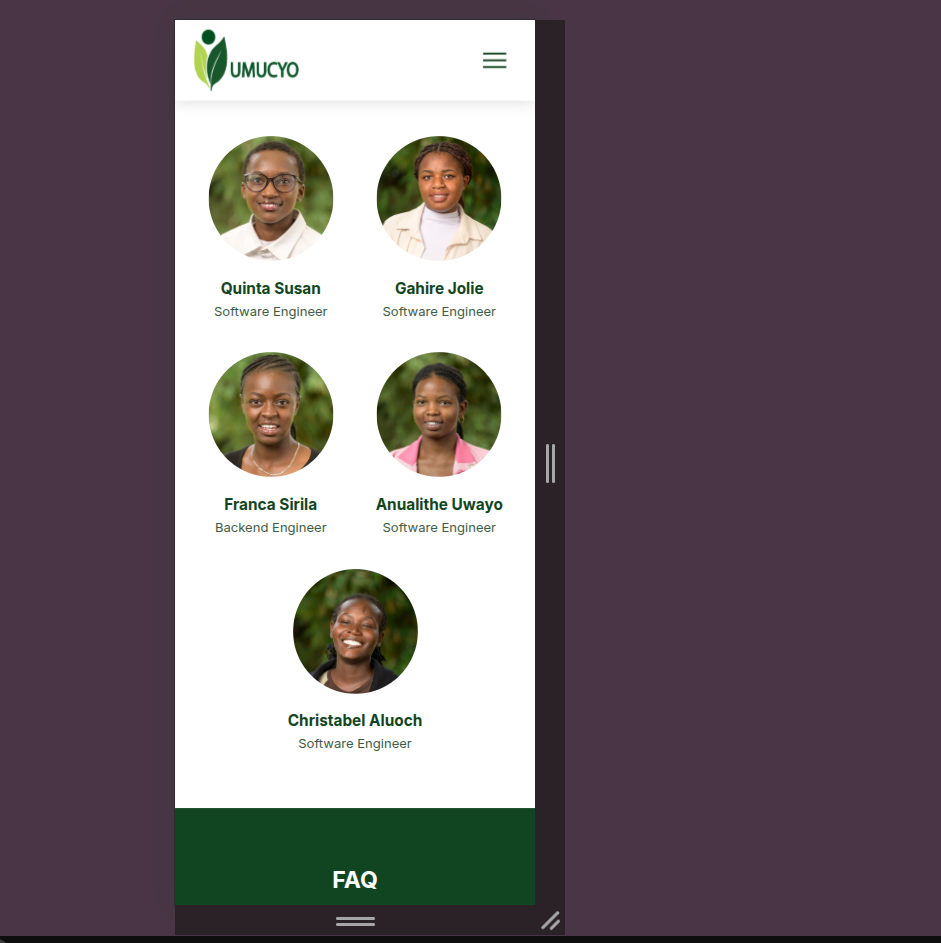 UMUCYO
Quinta Susan
Software Engineer
Gahire Jolie
Software Engineer
Franca Sirila
Backend Engineer
Anualithe Uwayo
Software Engineer
Christabel Aluoch
Software Engineer
FAQ